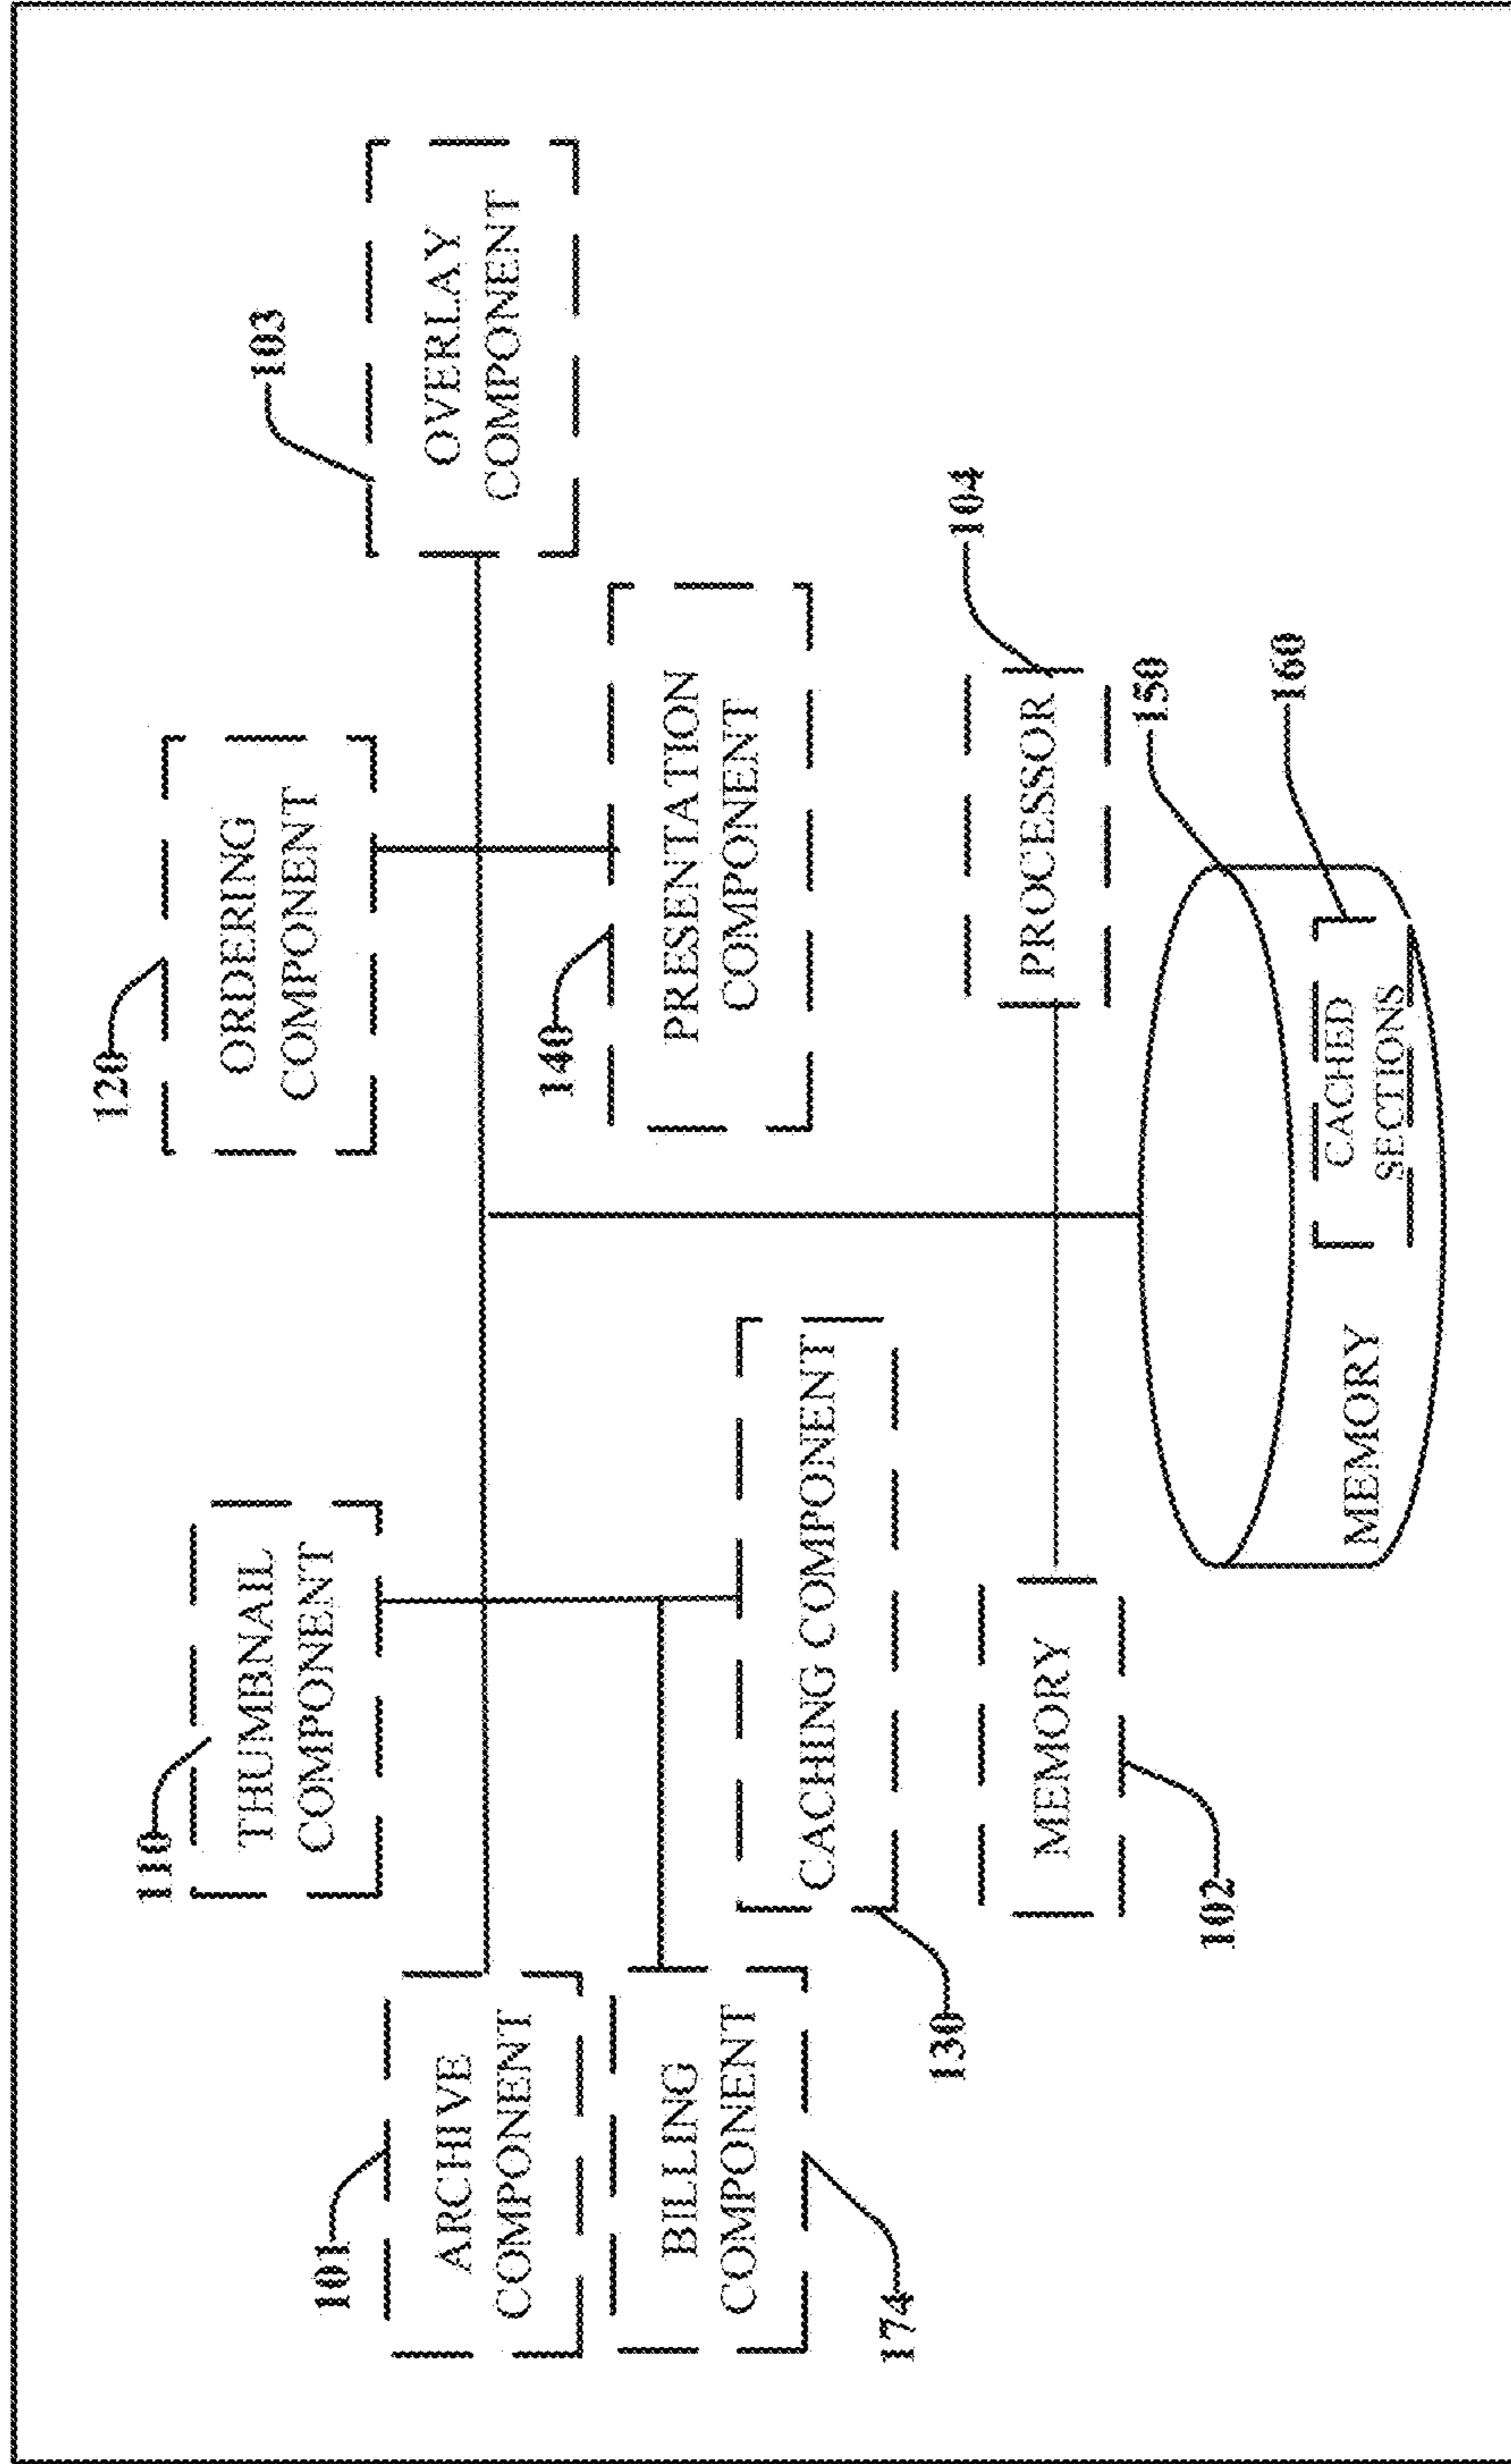 120
ORDERING
COMPONENT
110
THUMBNAIL
COMPONENT
103
OVERLAY
COMPONENT
101
ARCHIVE
COMPONENT
140
PRESENTATION
COMPONENT
BILLING
COMPONENT
174
CACHING COMPONENT
130
104
PROCESSOR
MEMORY
102
150
160
CACHED
SECTIONS
MEMORY